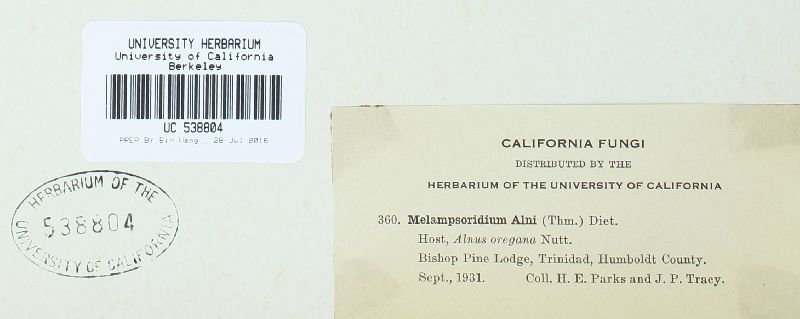 UNIVERSITY HERBARIUM
University of California
Berkeley
UC 538804
PREP BY Bin Wang , 28 Jul 2016
HERBARIUM OF THE
538804
UNIVERSITY OF CALIFORNIA
CALIFORNIA FUNGI
DISTRIBUTED BY THE
HERBARIUM OF THE UNIVERSITY OF CALIFORNIA
360. Melampsoridium Alni (Thm.) Diet.
Host, Alnus oregana Nutt.
Bishop Pine Lodge, Trinidad, Humboldt County.
Sept., 1931. Coll. H. E. Parks and J. P. Tracy.